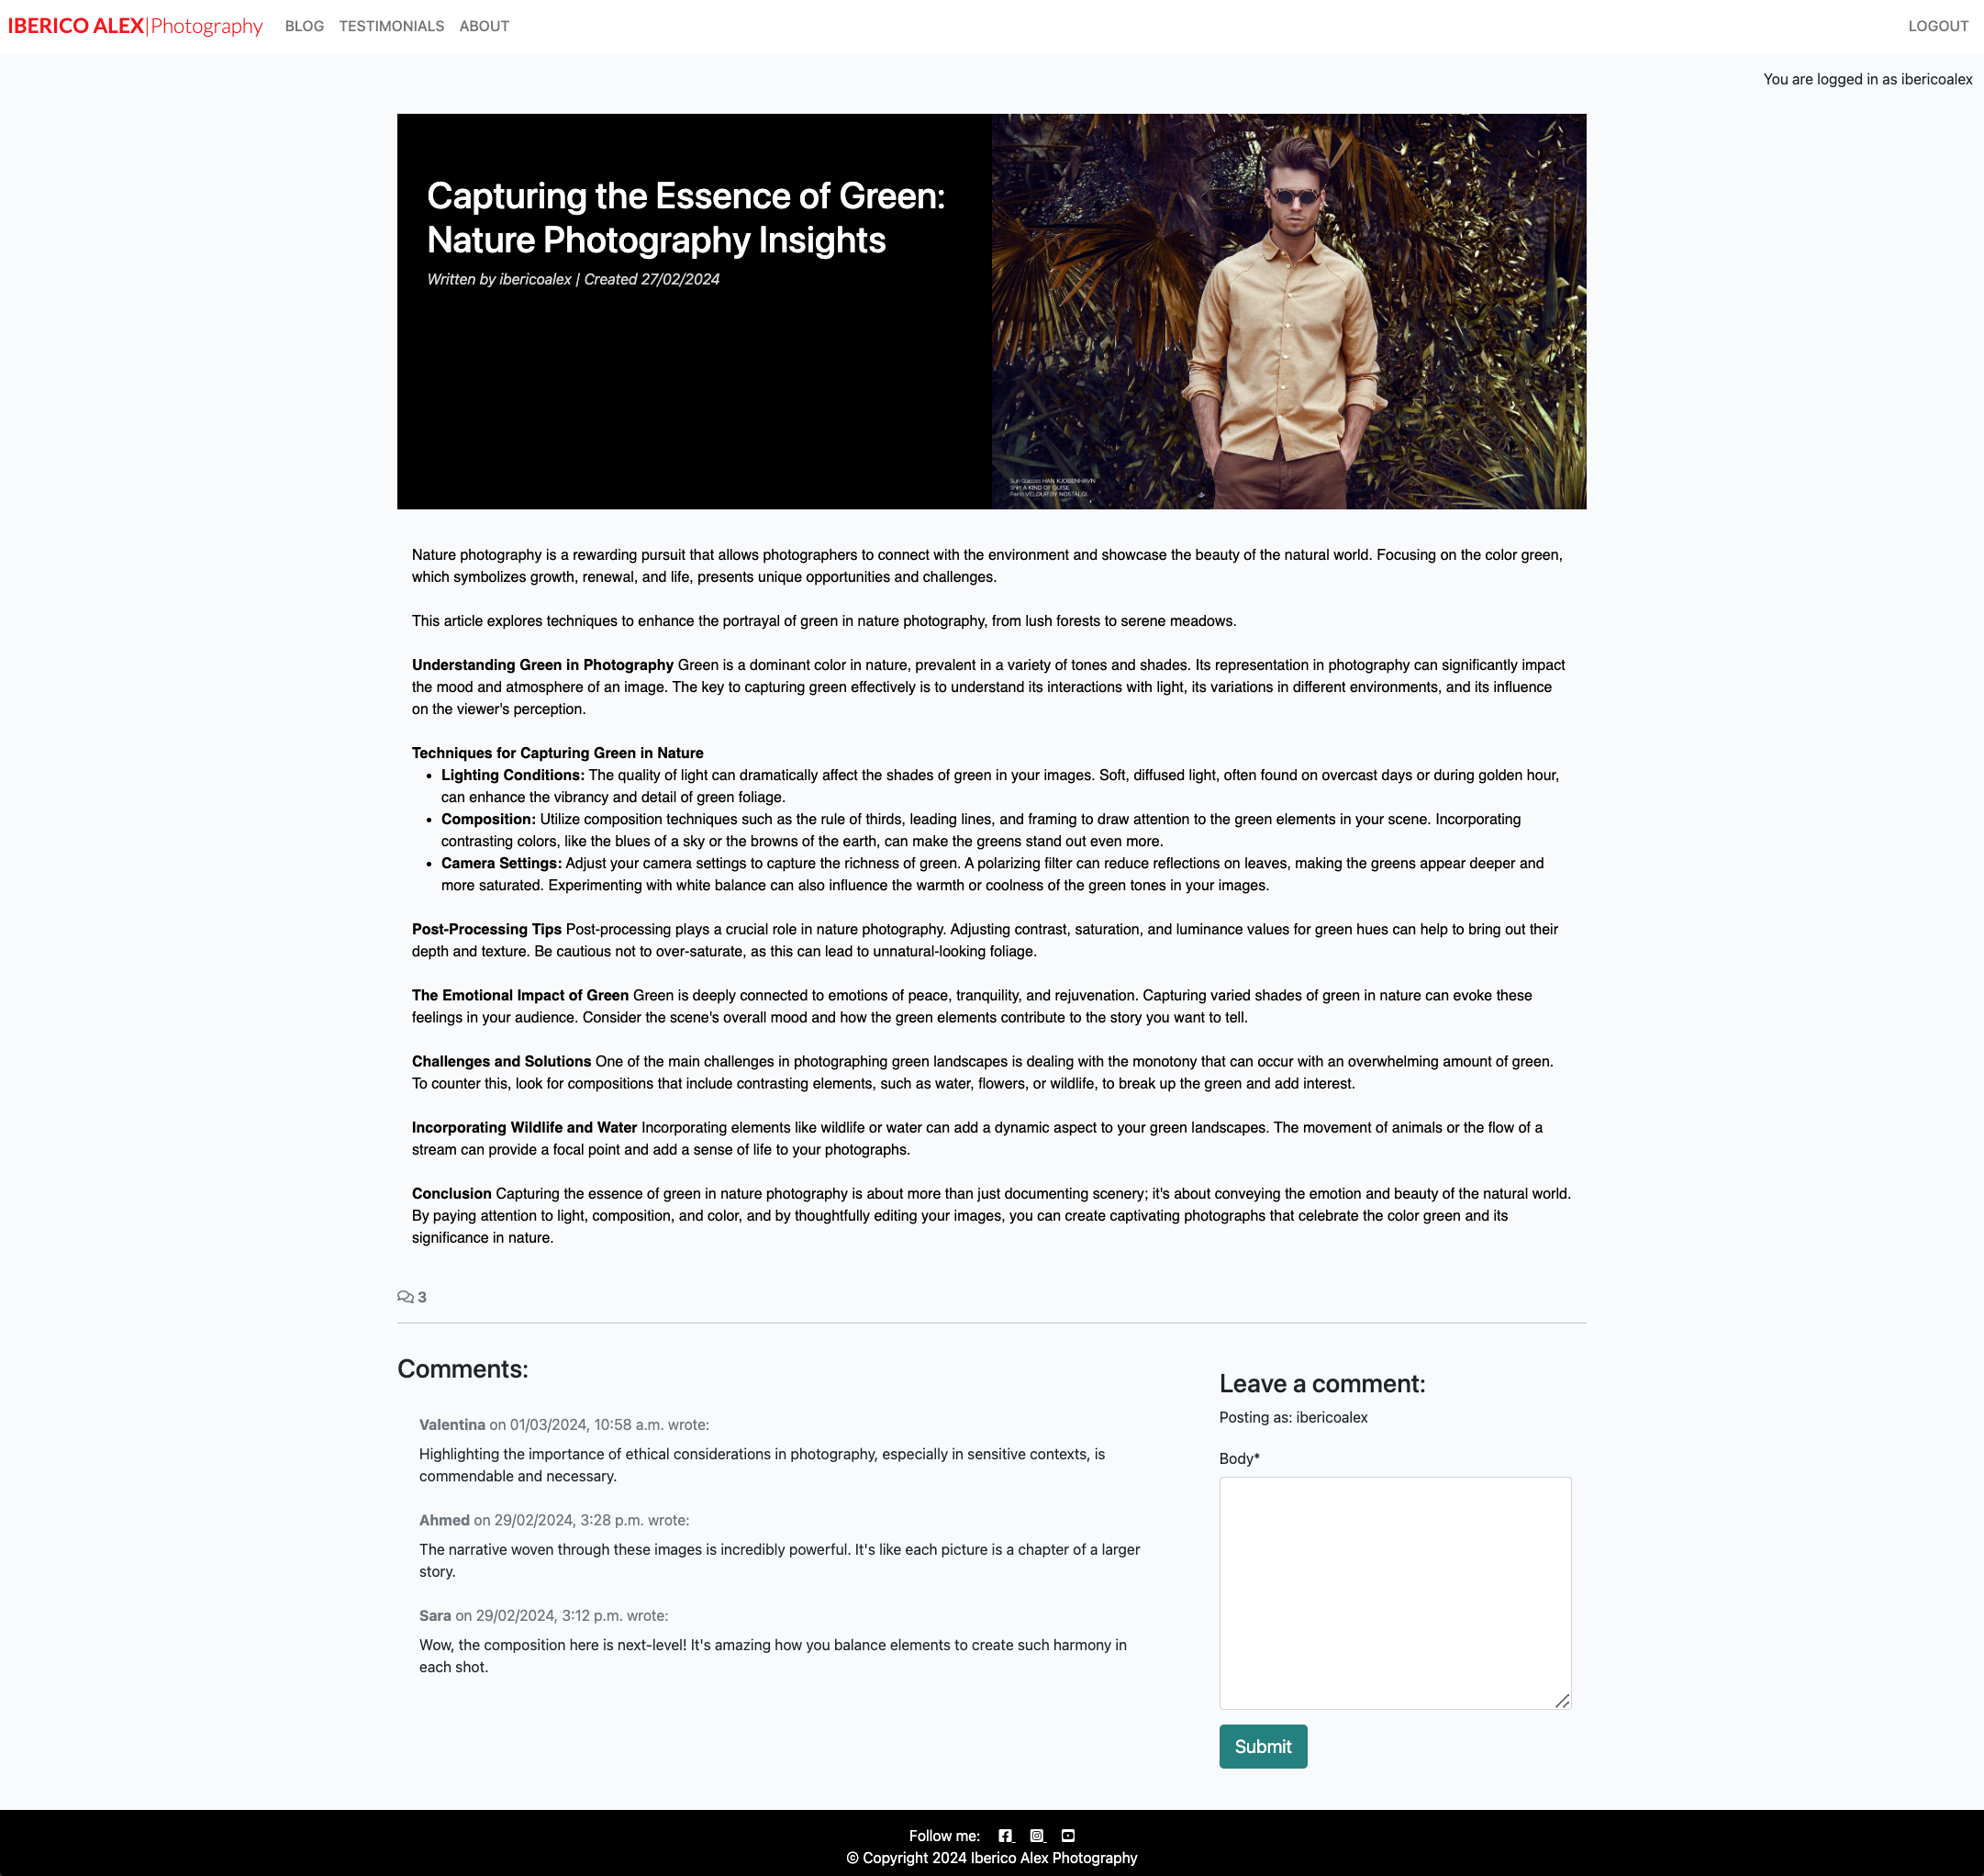 IBERICO ALEX|Photography BLOG TESTIMONIALS ABOUT LOGOUT
You are logged in as ibericoalex
Capturing the Essence of Green:
Nature Photography Insights
Written by ibericoalex | Created 27/02/2024
Sun Glasses HAN KJOBENHAVN
Shirt A KIND OF GUISE
Pants VELOUR BY NOSTALGI
Nature photography is a rewarding pursuit that allows photographers to connect with the environment and showcase the beauty of the natural world. Focusing on the color green,
which symbolizes growth, renewal, and life, presents unique opportunities and challenges.
This article explores techniques to enhance the portrayal of green in nature photography, from lush forests to serene meadows.
Understanding Green in Photography Green is a dominant color in nature, prevalent in a variety of tones and shades. Its representation in photography can significantly impact
the mood and atmosphere of an image. The key to capturing green effectively is to understand its interactions with light, its variations in different environments, and its influence
on the viewer's perception.
Techniques for Capturing Green in Nature
• Lighting Conditions: The quality of light can dramatically affect the shades of green in your images. Soft, diffused light, often found on overcast days or during golden hour,
can enhance the vibrancy and detail of green foliage.
• Composition: Utilize composition techniques such as the rule of thirds, leading lines, and framing to draw attention to the green elements in your scene. Incorporating
contrasting colors, like the blues of a sky or the browns of the earth, can make the greens stand out even more.
• Camera Settings: Adjust your camera settings to capture the richness of green. A polarizing filter can reduce reflections on leaves, making the greens appear deeper and
more saturated. Experimenting with white balance can also influence the warmth or coolness of the green tones in your images.
Post-Processing Tips Post-processing plays a crucial role in nature photography. Adjusting contrast, saturation, and luminance values for green hues can help to bring out their
depth and texture. Be cautious not to over-saturate, as this can lead to unnatural-looking foliage.
The Emotional Impact of Green Green is deeply connected to emotions of peace, tranquility, and rejuvenation. Capturing varied shades of green in nature can evoke these
feelings in your audience. Consider the scene's overall mood and how the green elements contribute to the story you want to tell.
Challenges and Solutions One of the main challenges in photographing green landscapes is dealing with the monotony that can occur with an overwhelming amount of green.
To counter this, look for compositions that include contrasting elements, such as water, flowers, or wildlife, to break up the green and add interest.
Incorporating Wildlife and Water Incorporating elements like wildlife or water can add a dynamic aspect to your green landscapes. The movement of animals or the flow of a
stream can provide a focal point and add a sense of life to your photographs.
Conclusion Capturing the essence of green in nature photography is about more than just documenting scenery; it's about conveying the emotion and beauty of the natural world.
By paying attention to light, composition, and color, and by thoughtfully editing your images, you can create captivating photographs that celebrate the color green and its
significance in nature.
3
Comments:
Valentina on 01/03/2024, 10:58 a.m. wrote:
Highlighting the importance of ethical considerations in photography, especially in sensitive contexts, is
commendable and necessary.
Ahmed on 29/02/2024, 3:28 p.m. wrote:
The narrative woven through these images is incredibly powerful. It's like each picture is a chapter of a larger
story.
Sara on 29/02/2024, 3:12 p.m. wrote:
Wow, the composition here is next-level! It's amazing how you balance elements to create such harmony in
each shot.
Leave a comment:
Posting as: ibericoalex
Body*
Submit
Follow me:
© Copyright 2024 Iberico Alex Photography